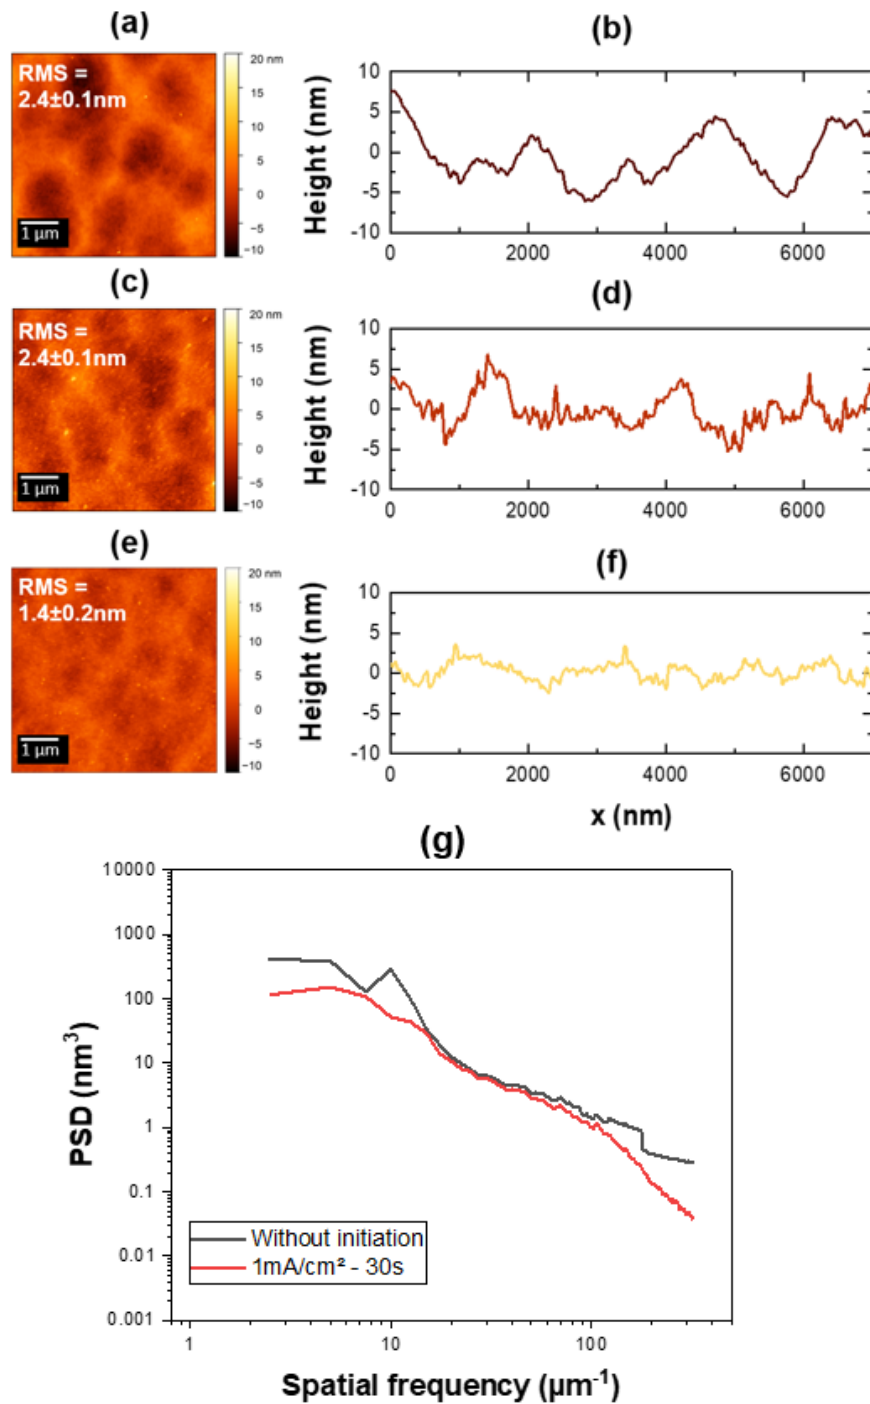 (a)
RMS =
2.4±0.1nm
1 µm
20 nm
15
10
5
0
−5
−10
(b)
Height (nm)
10
5
0
-5
-10
0 2000 4000 6000
(c)
RMS =
2.4±0.1nm
1 µm
20 nm
15
10
5
0
−5
−10
(d)
Height (nm)
10
5
0
-5
-10
0 2000 4000 6000
(e)
RMS =
1.4±0.2nm
1 µm
20 nm
15
10
5
0
−5
−10
(f)
Height (nm)
10
5
0
-5
-10
0 2000 4000 6000
x (nm)
(g)
PSD (nm³)
10000
1000
100
10
1
0.1
0.01
0.001
Without initiation
1mA/cm² - 30s
1 10 100
Spatial frequency (µm⁻¹)